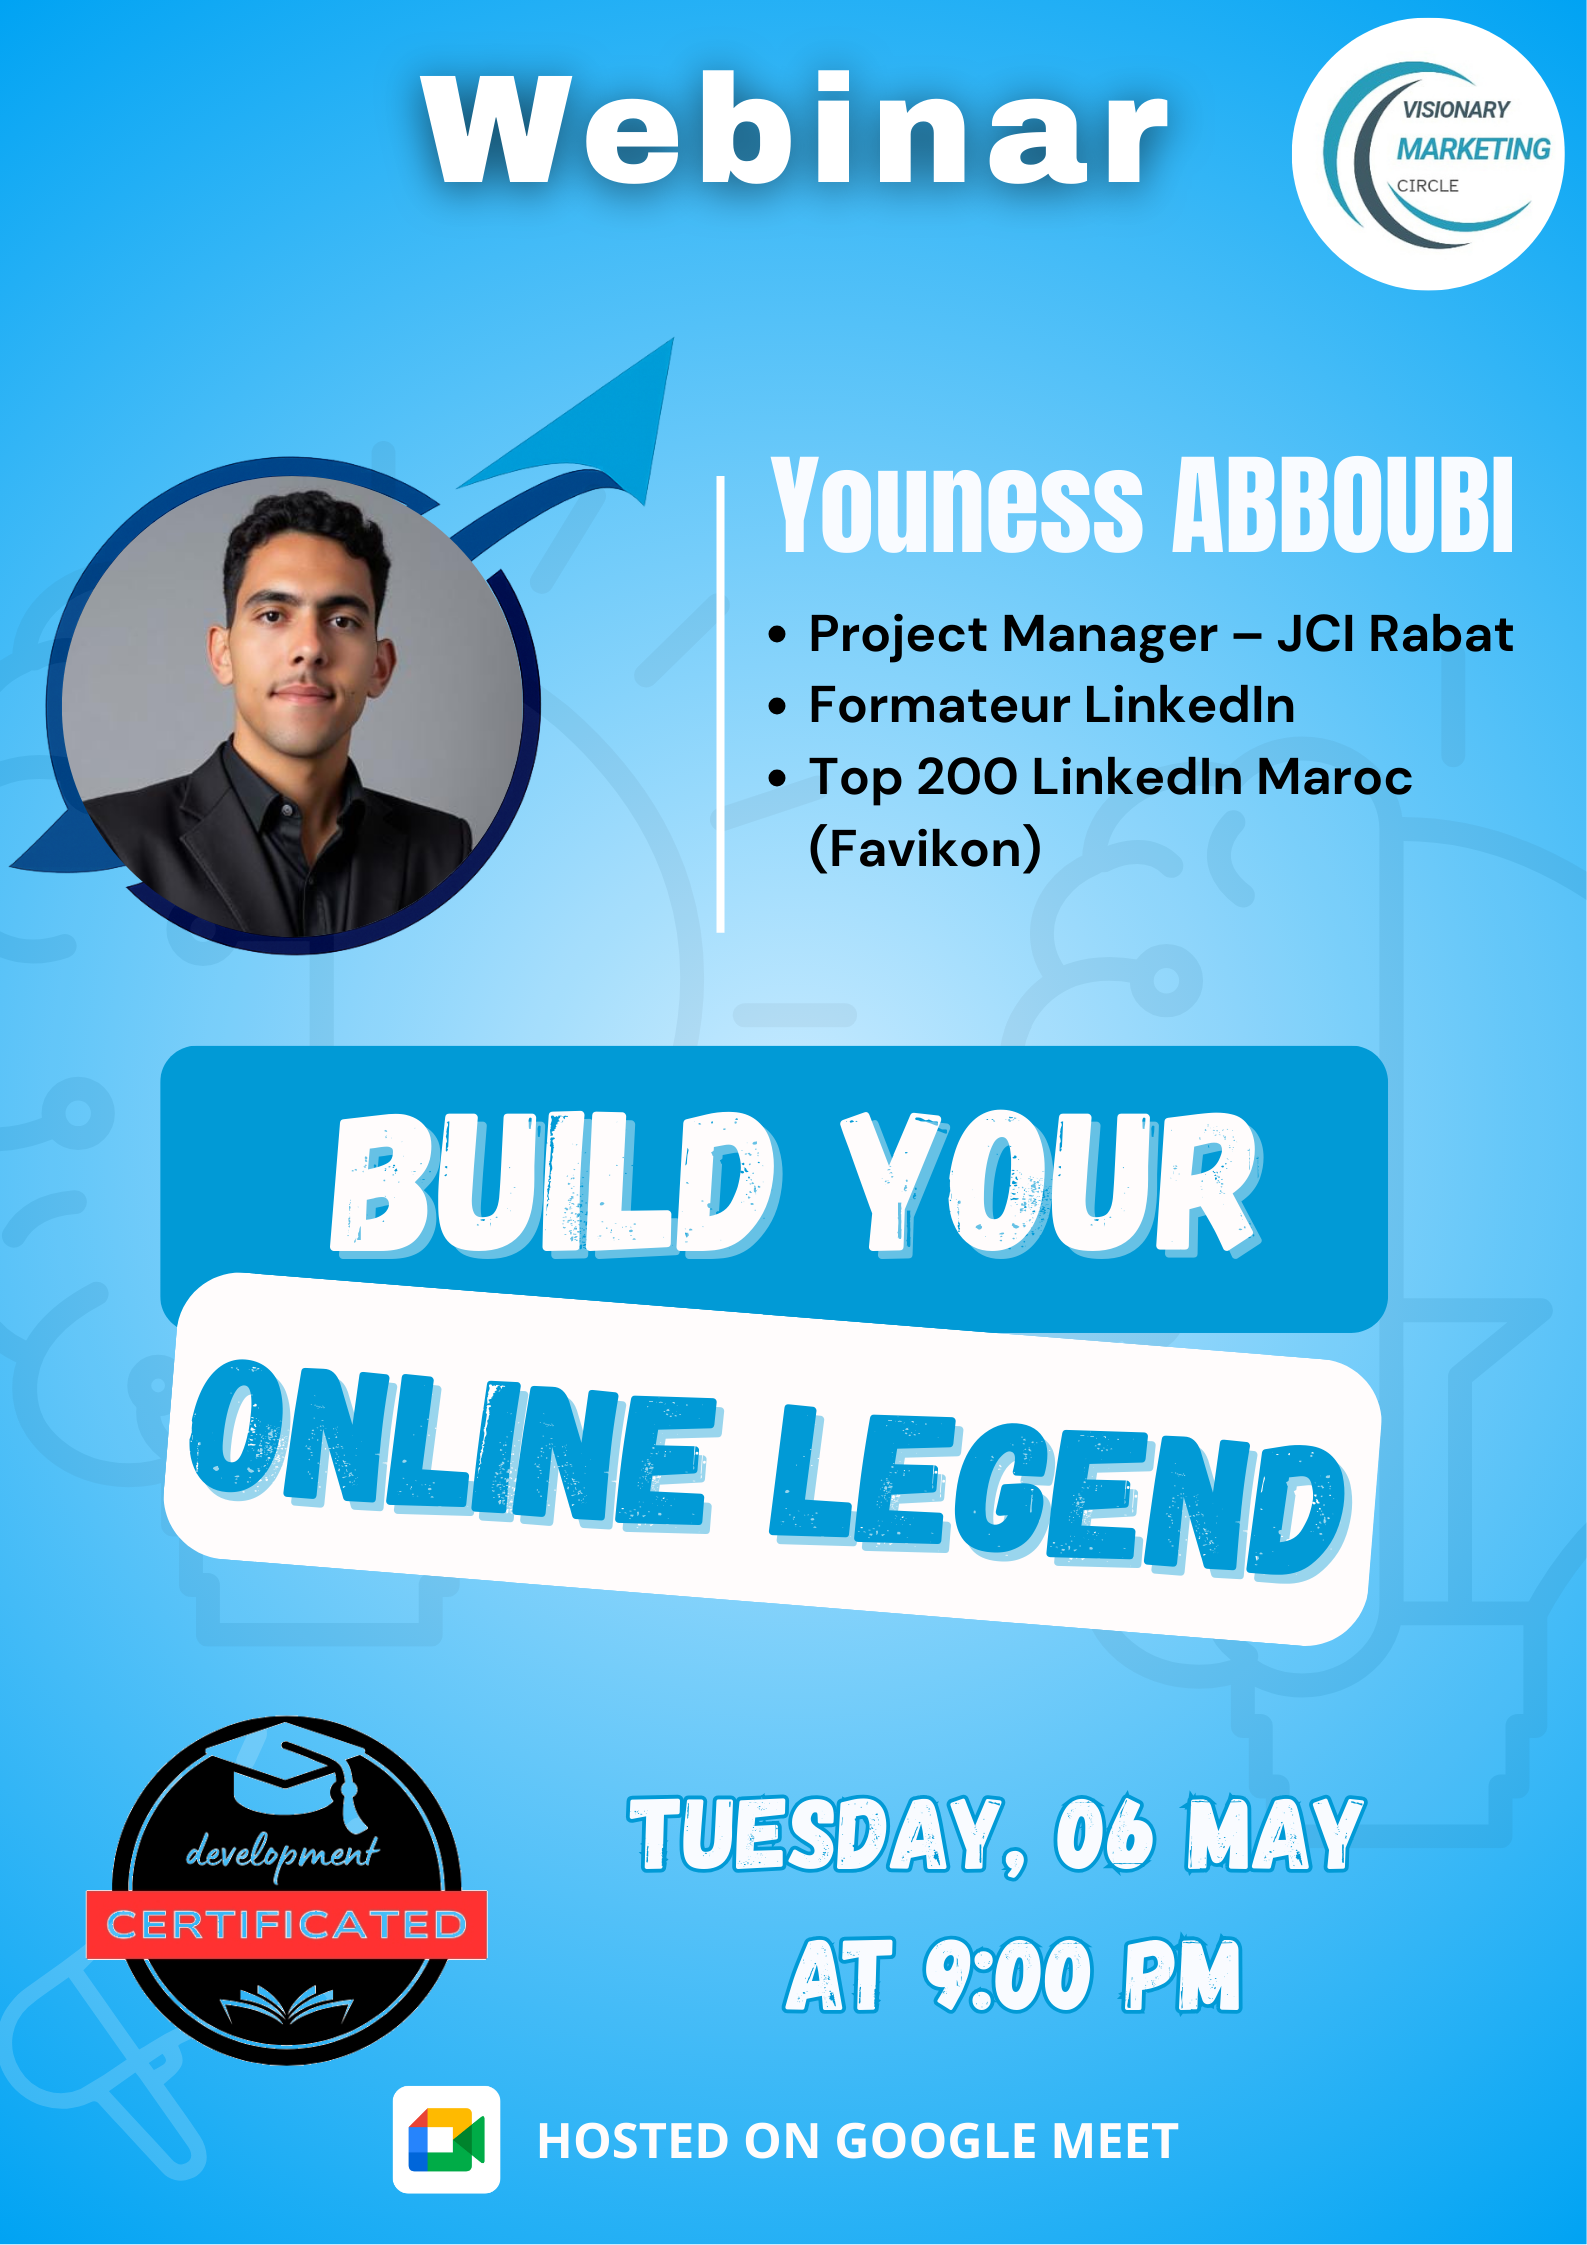 Webinar
VISIONARY
MARKETING
CIRCLE
Youness ABBOUBI
• Project Manager – JCI Rabat
• Formateur LinkedIn
• Top 200 LinkedIn Maroc
(Favikon)
BUILD YOUR
ONLINE LEGEND
development
CERTIFICATED
TUESDAY, 06 MAY
AT 9:00 PM
HOSTED ON GOOGLE MEET